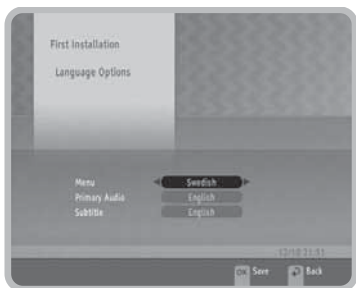 First Installation
Language Options
Menu Swedish
Primary Audio English
Subtitle English
OK Save Back